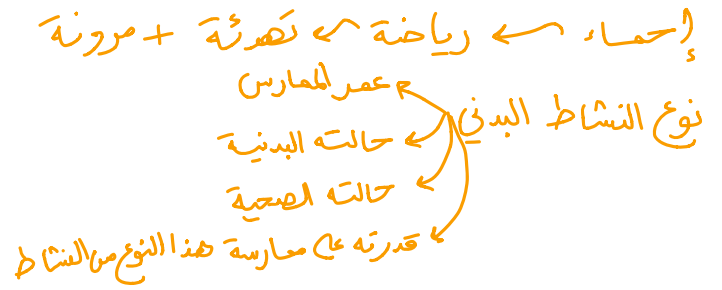 إحماء ← رياضة ← تهدئة + مرونة
عمر الممارس
نوع النشاط البدني
حالته البدنية
حالته الصحية
قدرته على ممارسة هذا النوع من النشاط